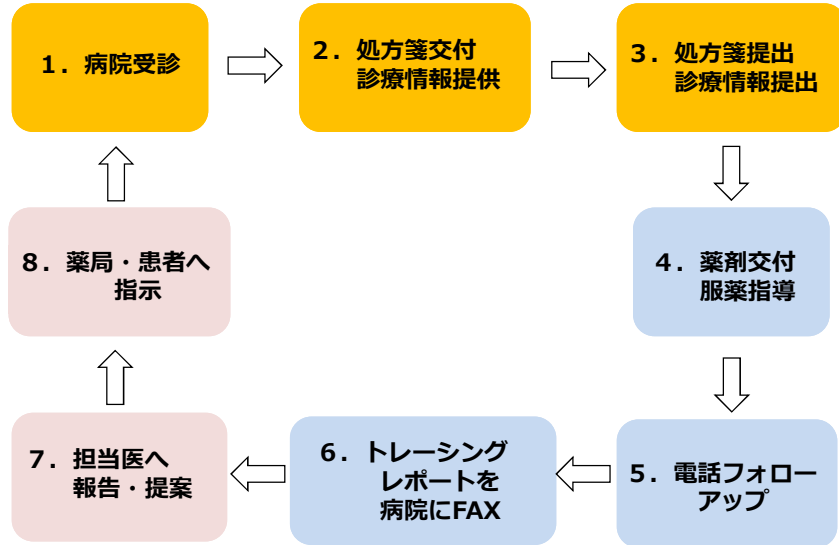 1．病院受診
2．処方箋交付
診療情報提供
3．処方箋提出
診療情報提出
4．薬剤交付
服薬指導
5．電話フォロー
アップ
6．トレーシング
レポートを
病院にFAX
7．担当医へ
報告・提案
8．薬局・患者へ
指示